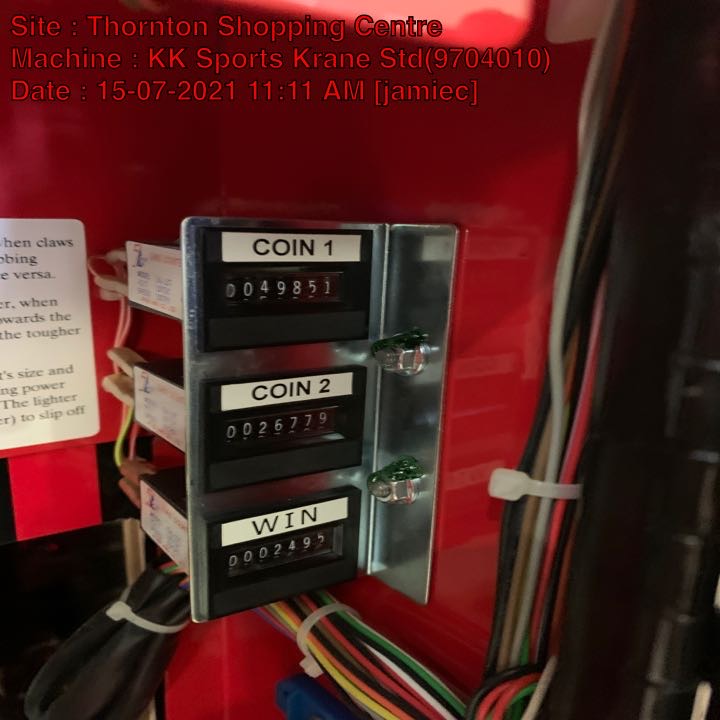 Site : Thornton Shopping Centre
Machine : KK Sports Krane Std(9704010)
Date : 15-07-2021 11:11 AM [jamiec]
hen claws
bbing
e versa.
er, when
owards the
the tougher
t's size and
ng power
The lighter
er) to slip off
COIN 1
0049851
COIN 2
0026779
WIN
0002495